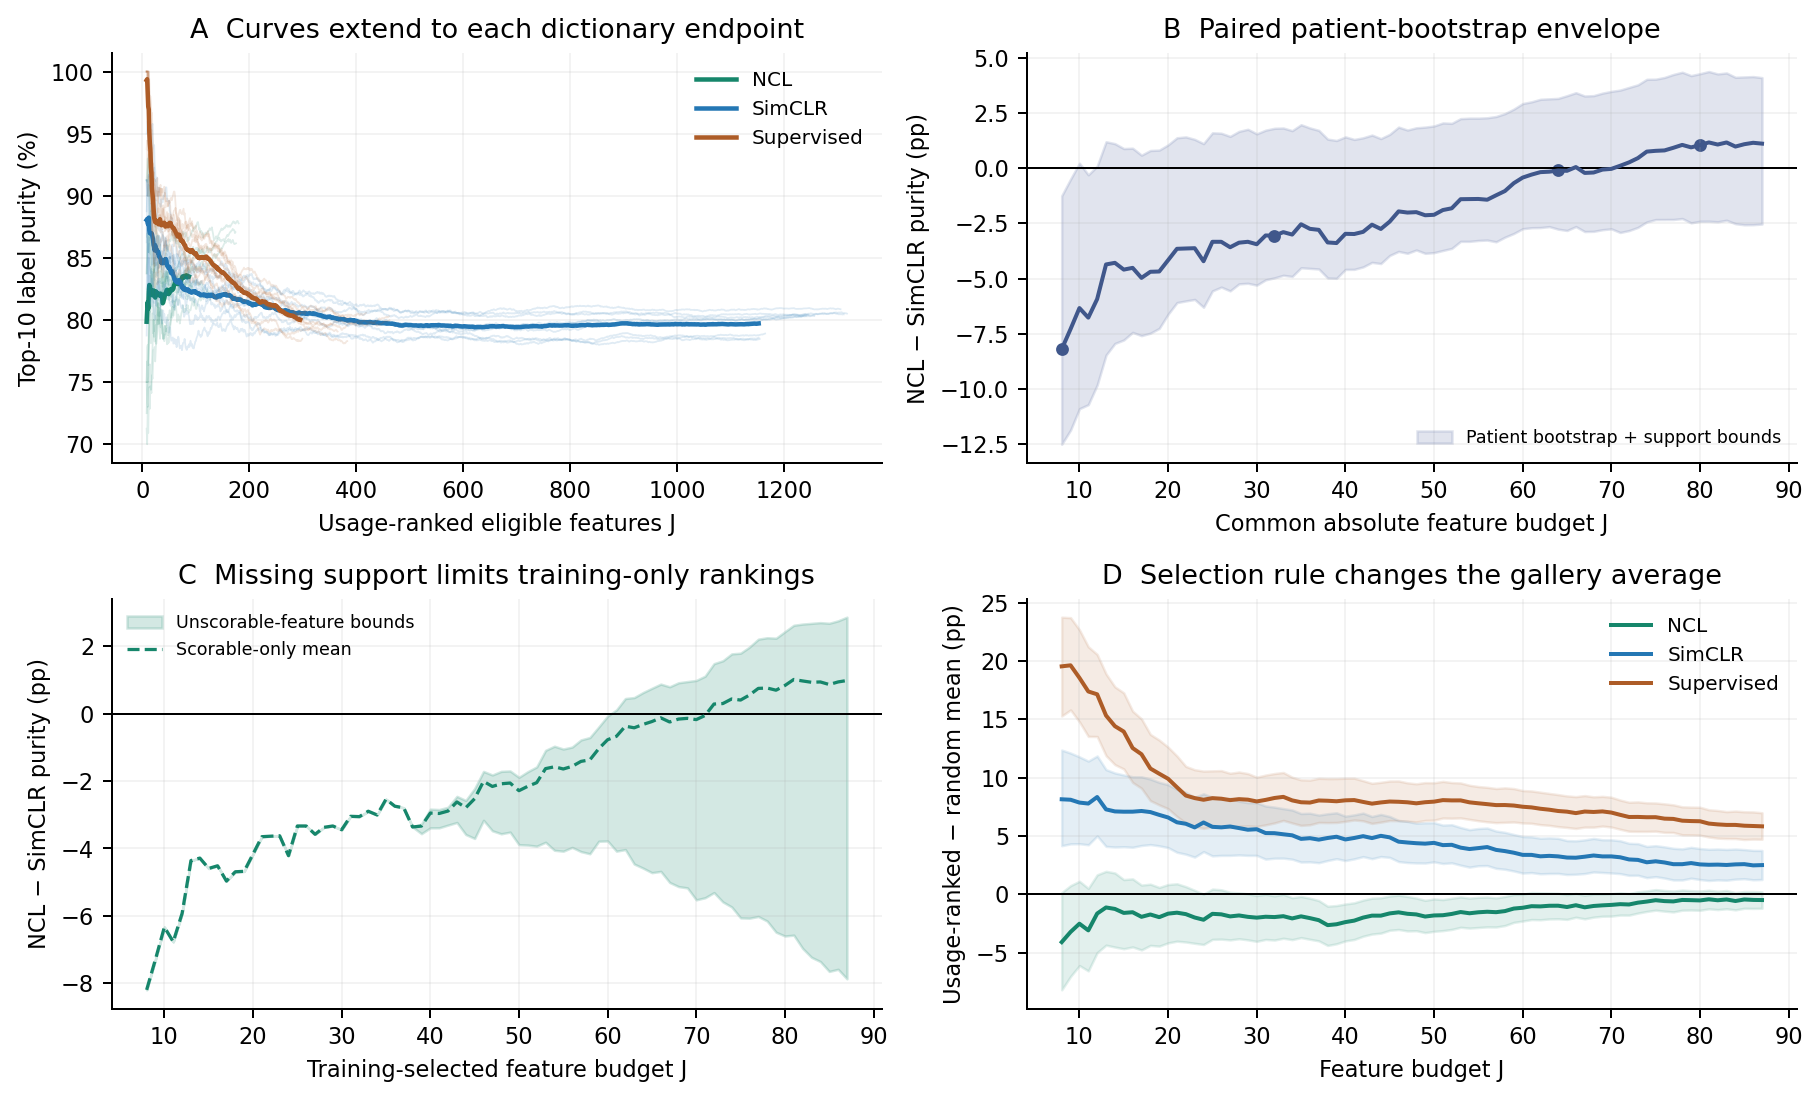 A  Curves extend to each dictionary endpoint
Top-10 label purity (%)
100
95
90
85
80
75
70
NCL
SimCLR
Supervised
0
200
400
600
800
1000
1200
Usage-ranked eligible features J
B  Paired patient-bootstrap envelope
NCL − SimCLR purity (pp)
5.0
2.5
0.0
−2.5
−5.0
−7.5
−10.0
−12.5
Patient bootstrap + support bounds
10
20
30
40
50
60
70
80
90
Common absolute feature budget J
C  Missing support limits training-only rankings
NCL − SimCLR purity (pp)
2
0
−2
−4
−6
−8
Unscorable-feature bounds
Scorable-only mean
10
20
30
40
50
60
70
80
90
Training-selected feature budget J
D  Selection rule changes the gallery average
Usage-ranked − random mean (pp)
25
20
15
10
5
0
−5
NCL
SimCLR
Supervised
10
20
30
40
50
60
70
80
90
Feature budget J